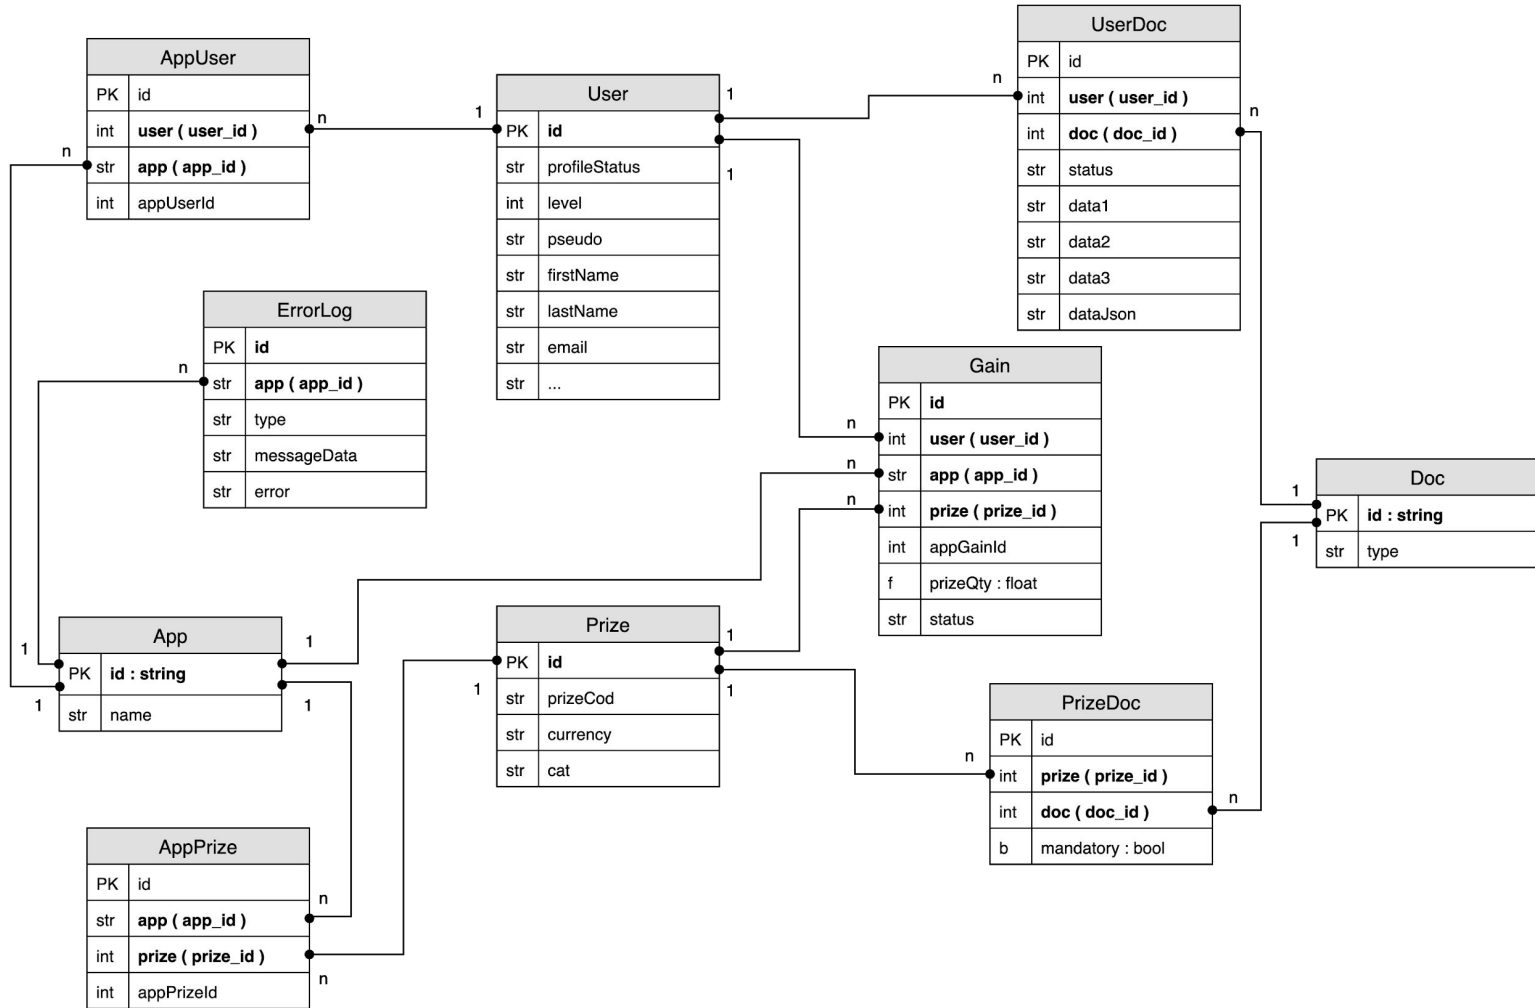 AppUser
PK id
int user ( user_id )
str app ( app_id )
int appUserId
n
n
1
User
PK id
str profileStatus
int level
str pseudo
str firstName
str lastName
str email
str ...
1
1
UserDoc
PK id
int user ( user_id )
int doc ( doc_id )
str status
str data1
str data2
str data3
str dataJson
n
n
ErrorLog
PK id
str app ( app_id )
str type
str messageData
str error
n
Gain
PK id
int user ( user_id )
str app ( app_id )
int prize ( prize_id )
int appGainId
f prizeQty : float
str status
n
n
n
Doc
PK id : string
str type
1
1
App
PK id : string
str name
1
1
1
1
Prize
PK id
str prizeCod
str currency
str cat
1
1
1
PrizeDoc
PK id
int prize ( prize_id )
int doc ( doc_id )
b mandatory : bool
n
n
AppPrize
PK id
str app ( app_id )
int prize ( prize_id )
int appPrizeId
n
n